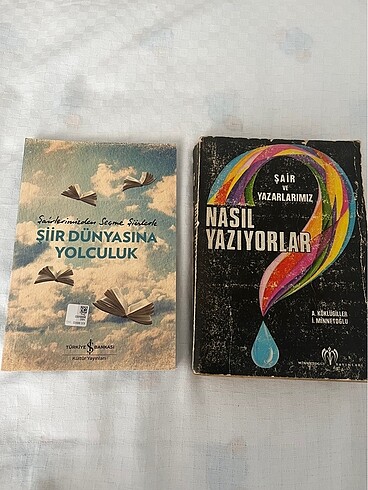 Şairlerimizden Seçme Şiirlerle
ŞİİR DÜNYASINA
YOLCULUK
TÜRKİYE İŞ BANKASI
Kültür Yayınları
ŞAİR
VE
YAZARLARIMIZ
NASIL
YAZIYORLAR
A. KÖKLÜGİLLER
İ. MİNNETOĞLU